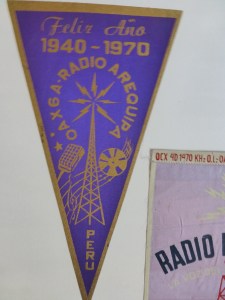 Feliz Año
1940-1970
OAX6A-RADIO AREQUIPA
PERU
RADIO